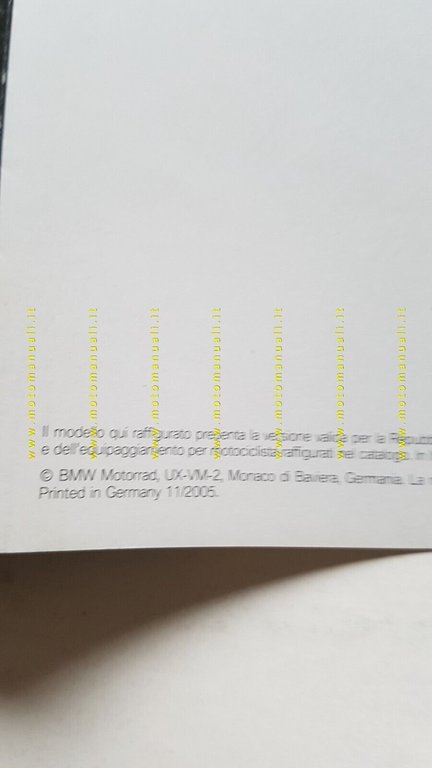 www.motomanuali.it www.motomanuali.it www.motomanuali.it www.motomanuali.it www.motomanuali.it www.motomanuali.it www.motomanuali.it
Il modello qui raffigurato presenta la versione valida per la Repubbl
e dell'equipaggiamento per motociclista raffigurati nel catalogo, in
© BMW Motorrad, UX-VM-2, Monaco di Baviera, Germania. La
Printed in Germany 11/2005.